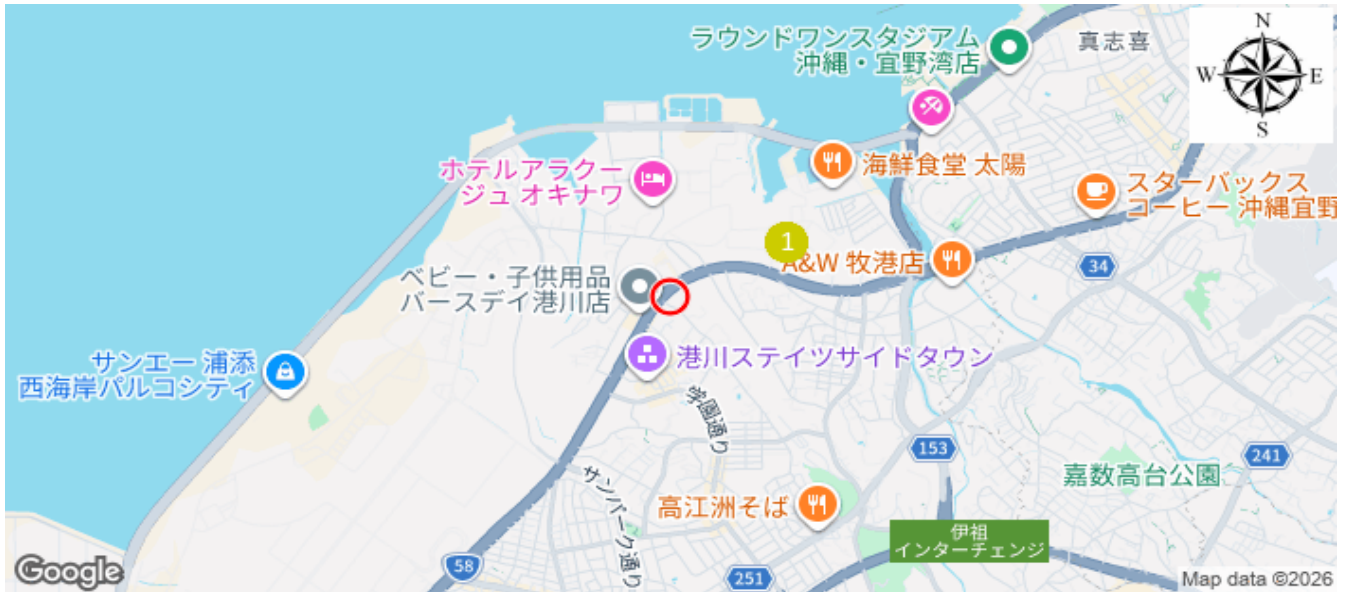 ラウンドワンスタジアム
沖縄・宜野湾店
真志喜
N
W
E
S
ホテルアラクー
ジュ オキナワ
海鮮食堂 太陽
スターバックス
コーヒー 沖縄宜野
1
A&W 牧港店
34
ベビー・子供用品
バースデイ港川店
サンエー 浦添
西海岸パルコシティ
港川ステイツサイドタウン
学園通り
153
241
嘉数高台公園
サンパーク通り
高江洲そば
伊祖
インターチェンジ
58
251
Google
Map data ©2026